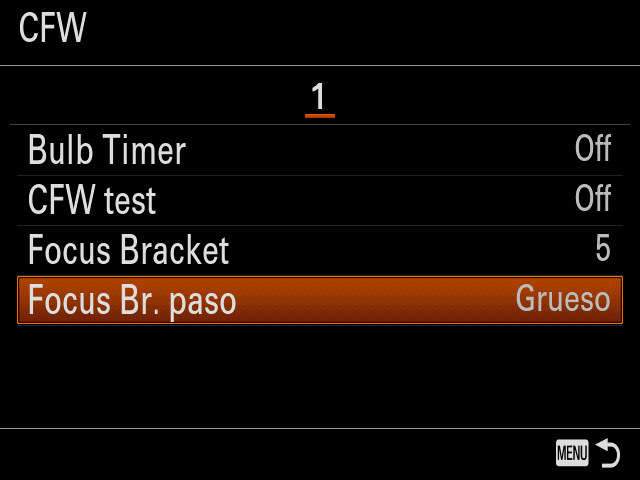 CFW
1
Bulb Timer Off
CFW test Off
Focus Bracket 5
Focus Br. paso Grueso
MENU